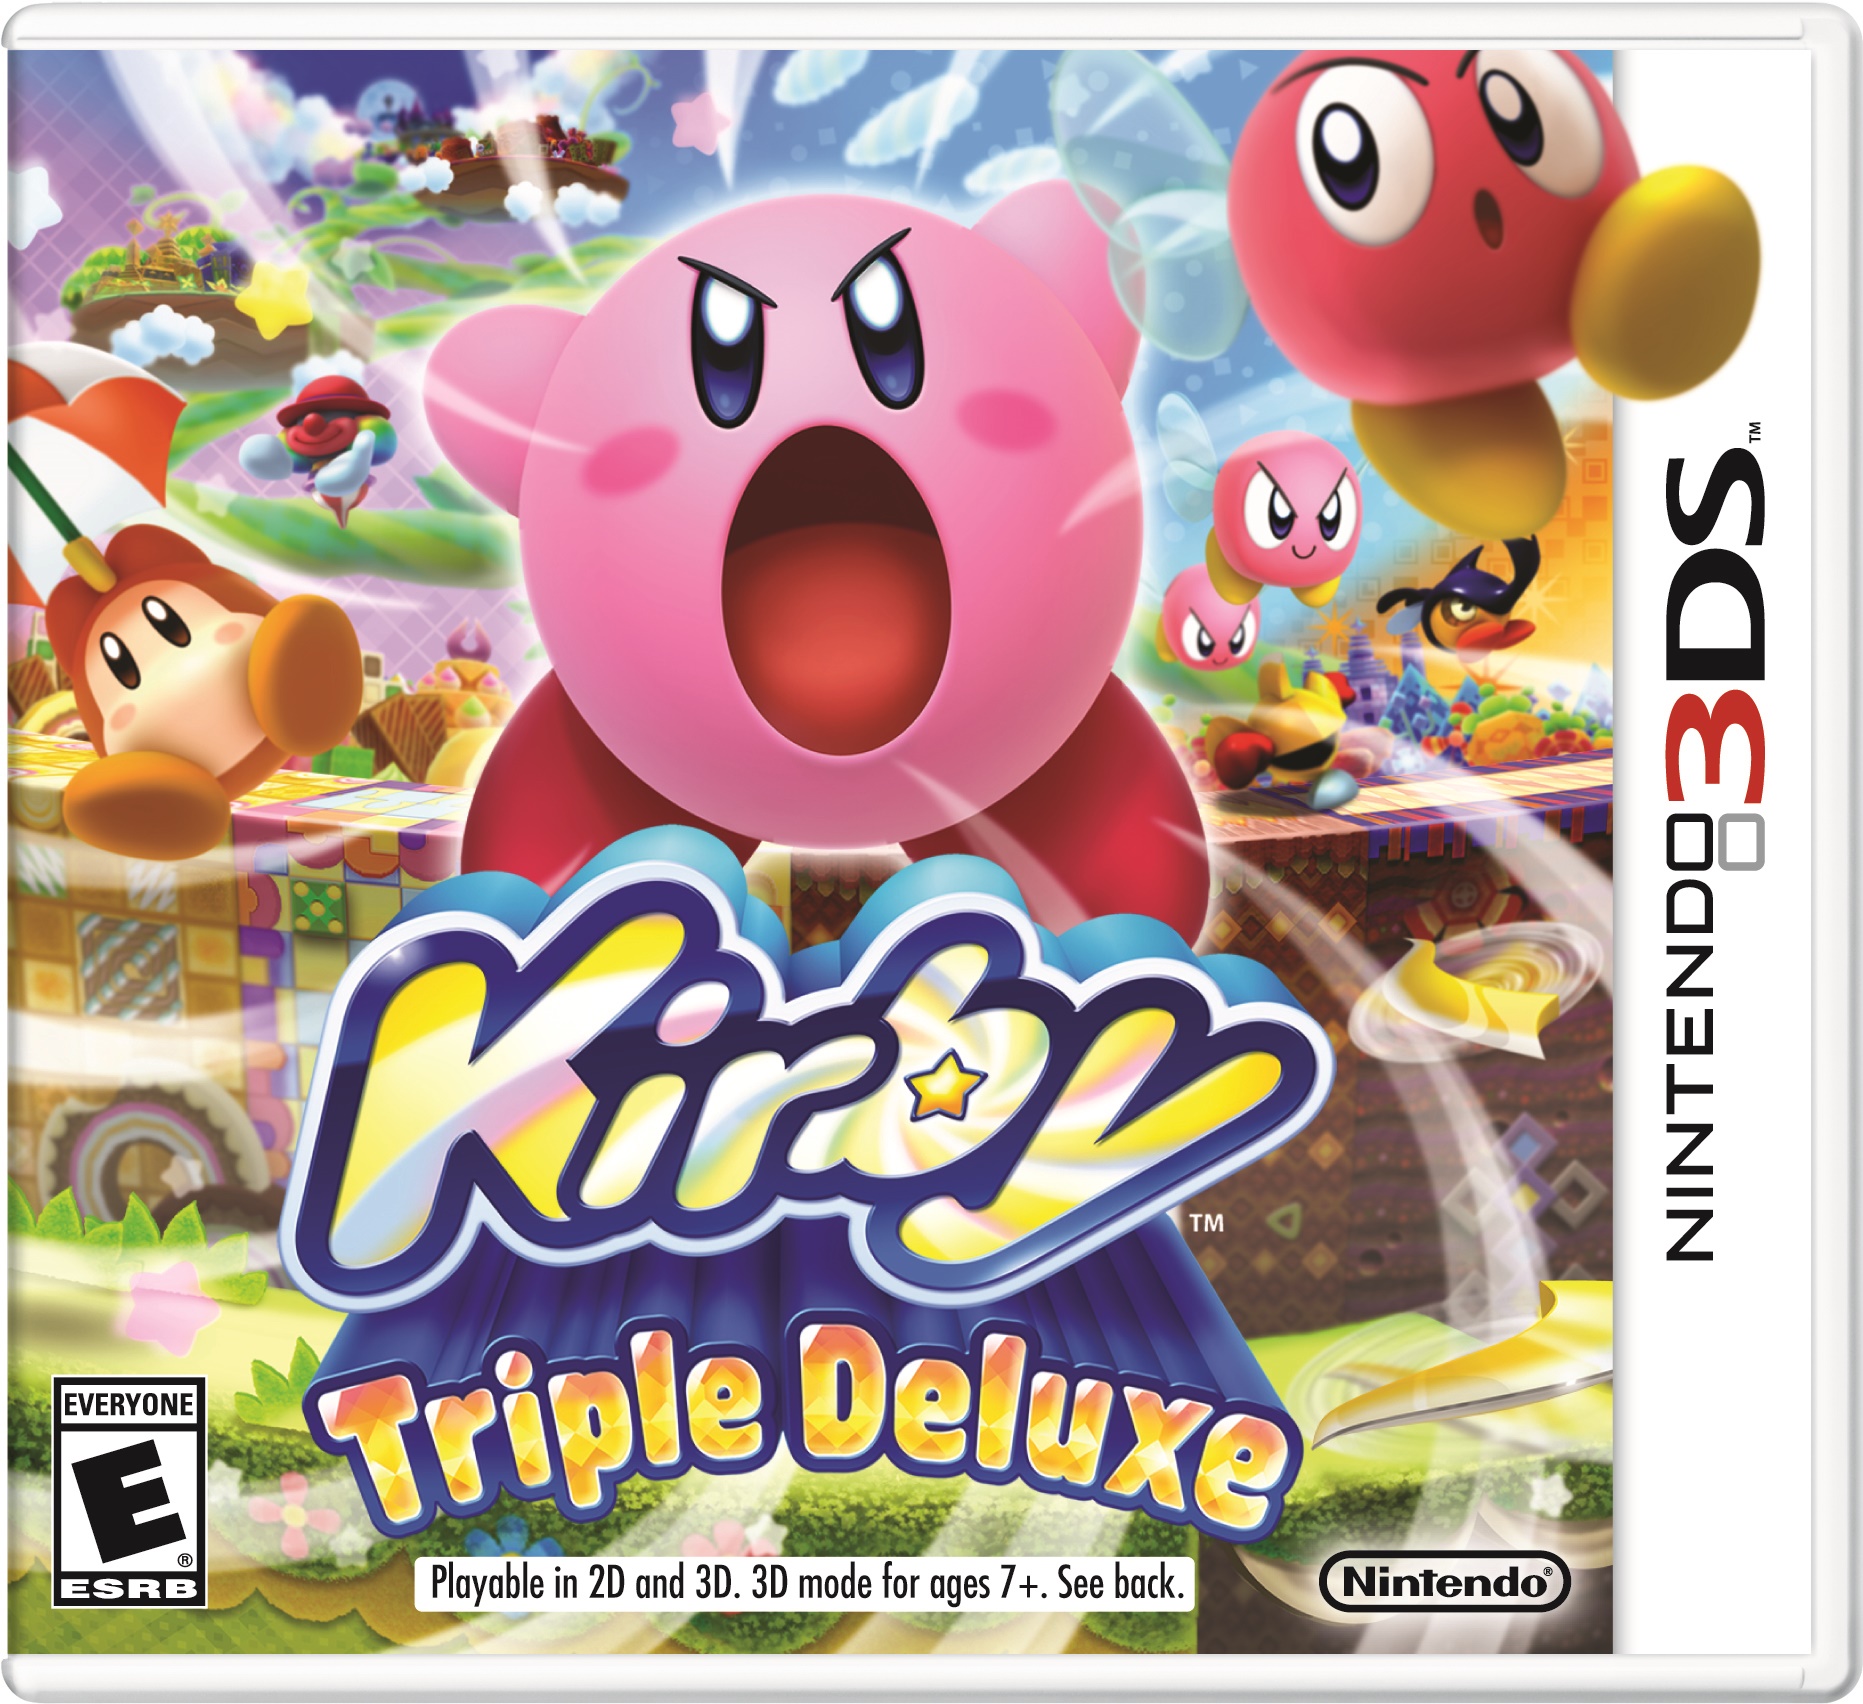 NINTENDO 3DS™
Kirby™
Triple Deluxe
EVERYONE
E®
ESRB
Playable in 2D and 3D. 3D mode for ages 7+. See back.
Nintendo®